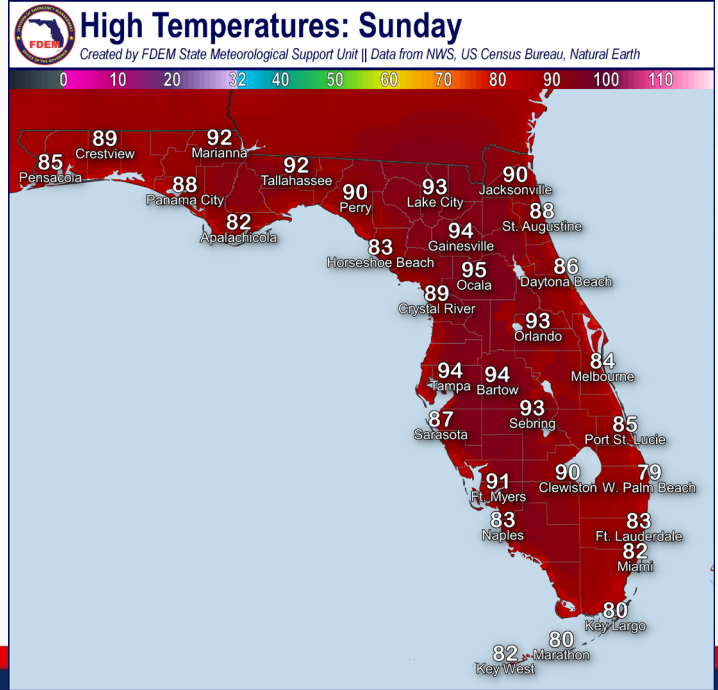 FDEM
High Temperatures: Sunday
Created by FDEM State Meteorological Support Unit || Data from NWS, US Census Bureau, Natural Earth
0 10 20 32 40 50 60 70 80 90 100 110
89
Crestview
92
Marianna
85
Pensacola
92
Tallahassee
88
Panama City
90
Perry
93
Lake City
90
Jacksonville
82
Apalachicola
88
St. Augustine
94
Gainesville
83
Horseshoe Beach
95
Ocala
86
Daytona Beach
89
Crystal River
93
Orlando
84
Melbourne
94
Tampa
94
Bartow
93
Sebring
87
Sarasota
85
Port St. Lucie
91
Ft. Myers
90
Clewiston
79
W. Palm Beach
83
Naples
83
Ft. Lauderdale
82
Miami
80
Key Largo
80
Marathon
82
Key West